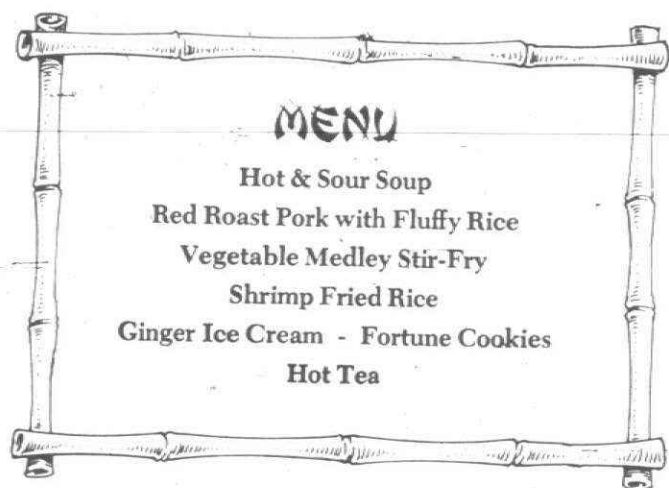 MENU
Hot & Sour Soup
Red Roast Pork with Fluffy Rice
Vegetable Medley Stir-Fry
Shrimp Fried Rice
Ginger Ice Cream - Fortune Cookies
Hot Tea